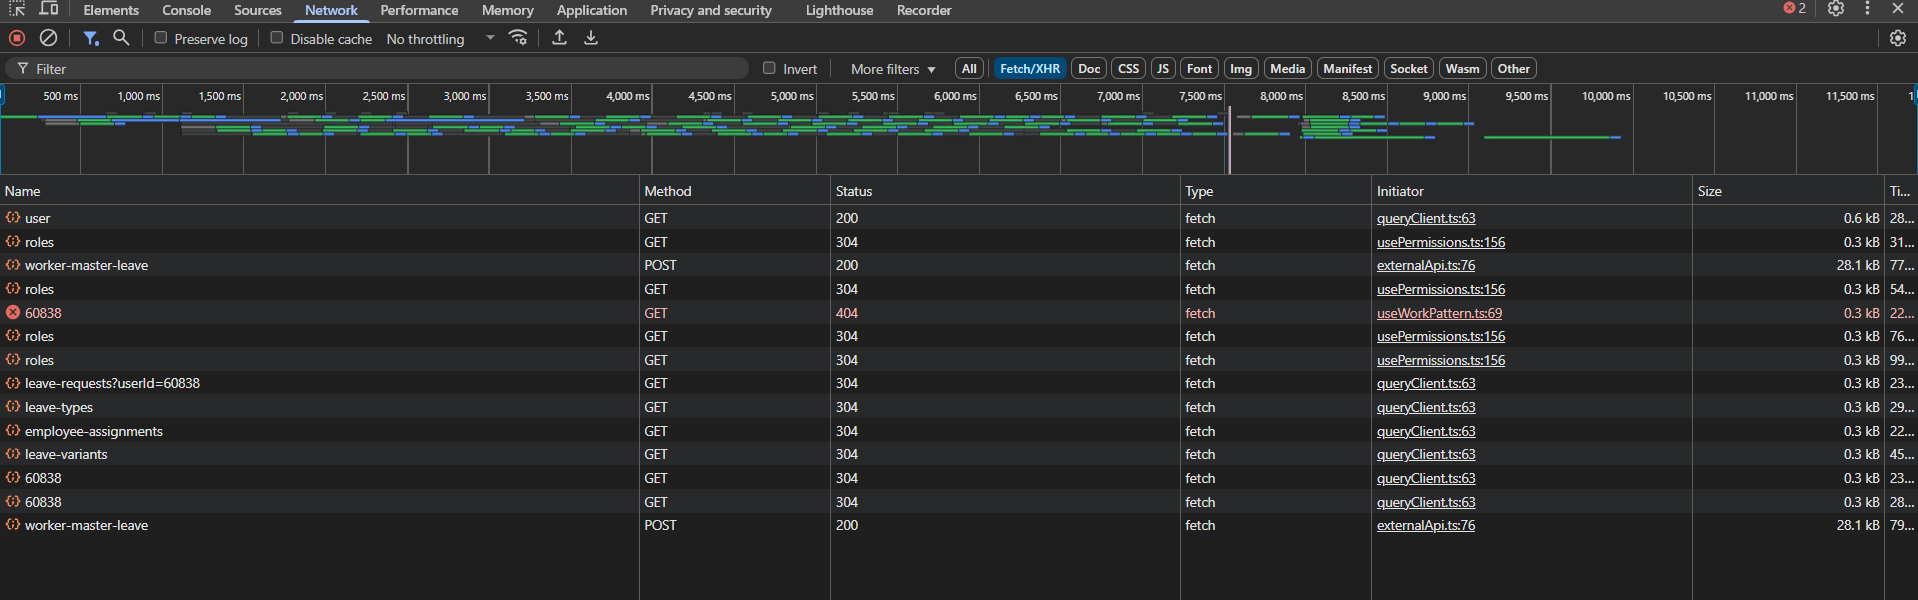 Elements Console Sources Network Performance Memory Application Privacy and security Lighthouse Recorder 2
Preserve log Disable cache No throttling
Filter Invert More filters All Fetch/XHR Doc CSS JS Font Img Media Manifest Socket Wasm Other
500 ms 1,000 ms 1,500 ms 2,000 ms 2,500 ms 3,000 ms 3,500 ms 4,000 ms 4,500 ms 5,000 ms 5,500 ms 6,000 ms 6,500 ms 7,000 ms 7,500 ms 8,000 ms 8,500 ms 9,000 ms 9,500 ms 10,000 ms 10,500 ms 11,000 ms 11,500 ms
Name Method Status Type Initiator Size Ti...
user GET 200 fetch queryClient.ts:63 0.6 kB 28...
roles GET 304 fetch usePermissions.ts:156 0.3 kB 31...
worker-master-leave POST 200 fetch externalApi.ts:76 28.1 kB 77...
roles GET 304 fetch usePermissions.ts:156 0.3 kB 54...
60838 GET 404 fetch useWorkPattern.ts:69 0.3 kB 22...
roles GET 304 fetch usePermissions.ts:156 0.3 kB 76...
roles GET 304 fetch usePermissions.ts:156 0.3 kB 99...
leave-requests?userId=60838 GET 304 fetch queryClient.ts:63 0.3 kB 23...
leave-types GET 304 fetch queryClient.ts:63 0.3 kB 29...
employee-assignments GET 304 fetch queryClient.ts:63 0.3 kB 22...
leave-variants GET 304 fetch queryClient.ts:63 0.3 kB 45...
60838 GET 304 fetch queryClient.ts:63 0.3 kB 23...
60838 GET 304 fetch queryClient.ts:63 0.3 kB 28...
worker-master-leave POST 200 fetch externalApi.ts:76 28.1 kB 79...